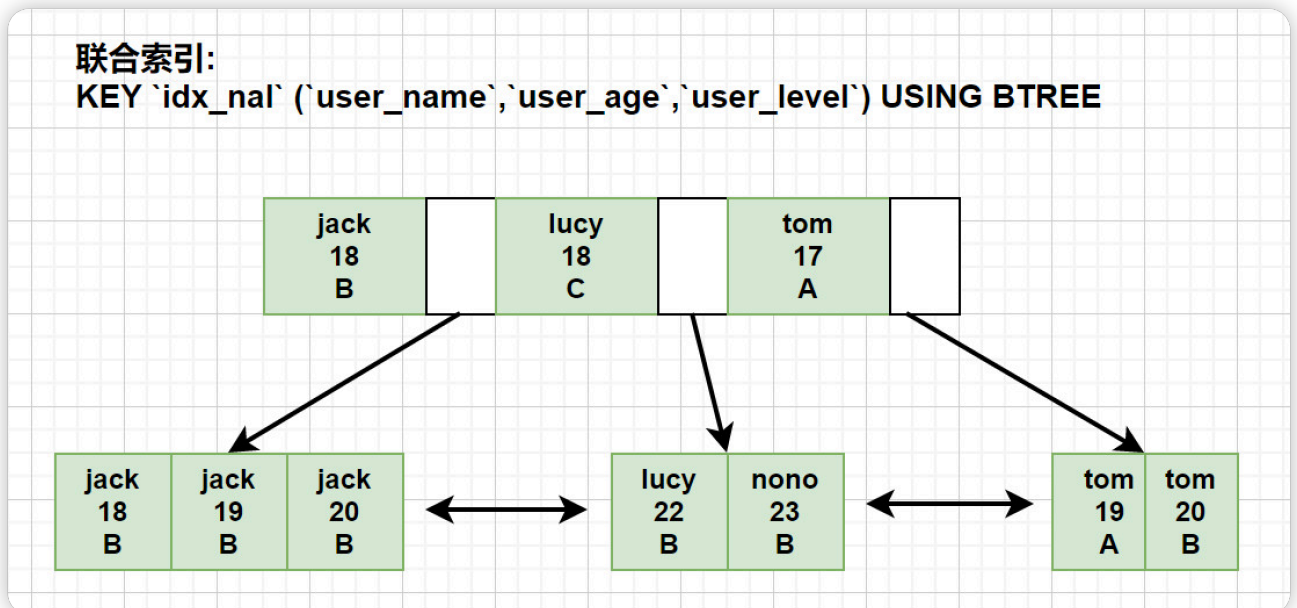 联合索引:
KEY `idx_nal` (`user_name`,`user_age`,`user_level`) USING BTREE
jack
18
B
lucy
18
C
tom
17
A
jack
18
B
jack
19
B
jack
20
B
lucy
22
B
nono
23
B
tom
19
A
tom
20
B